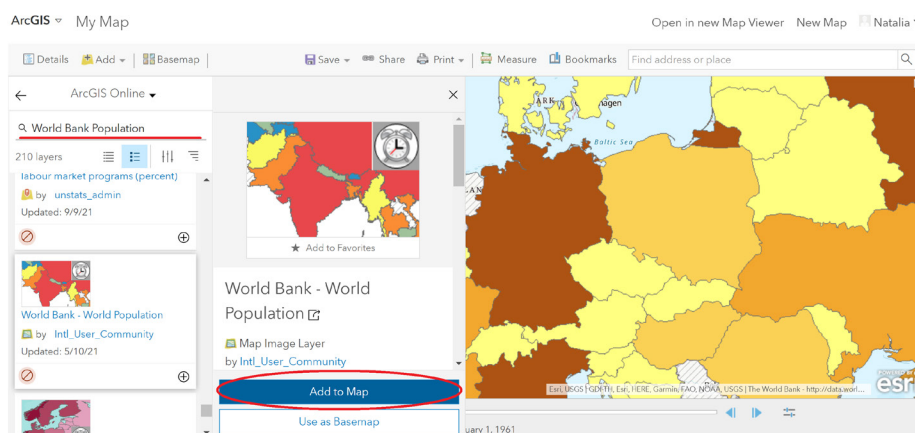 ArcGIS My Map
Open in new Map Viewer New Map Natalia
Details Add Basemap
Save Share Print Measure Bookmarks Find address or place
ArcGIS Online
World Bank Population
210 layers
labour market programs (percent)
by unstats_admin
Updated: 9/9/21
World Bank - World Population
by Intl_User_Community
Updated: 5/10/21
Add to Favorites
World Bank - World
Population
Map Image Layer
by Intl_User_Community
Add to Map
Use as Basemap
Baltic Sea
Esri, USGS | GDFTH, Esri, HERE, Garmin, FAO, NOAA, USGS | The World Bank - http://data.worl...
esri
uary 1, 1961